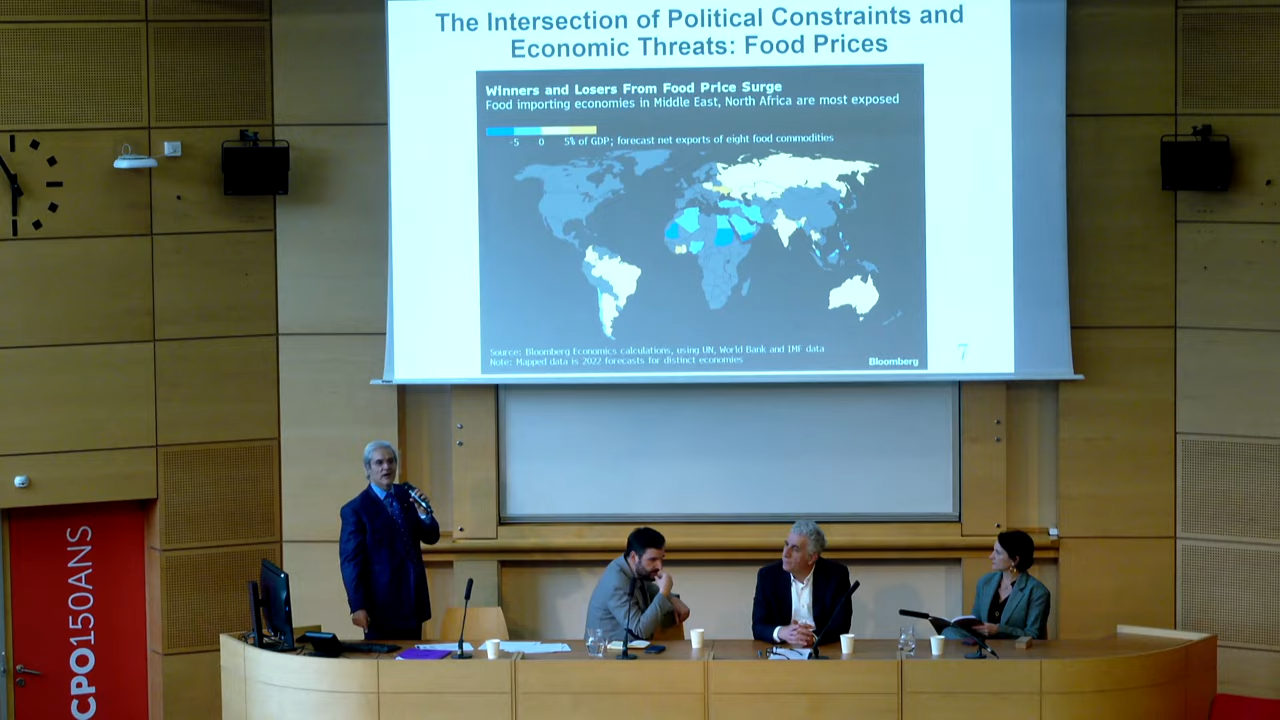 The Intersection of Political Constraints and
Economic Threats: Food Prices
Winners and Losers From Food Price Surge
Food importing economies in Middle East, North Africa are most exposed
-5 0 5% of GDP; forecast net exports of eight food commodities
Source: Bloomberg Economics calculations, using UN, World Bank and IMF data
Note: Mapped data is 2022 forecasts for distinct economies
Bloomberg
7
CPO150ANS